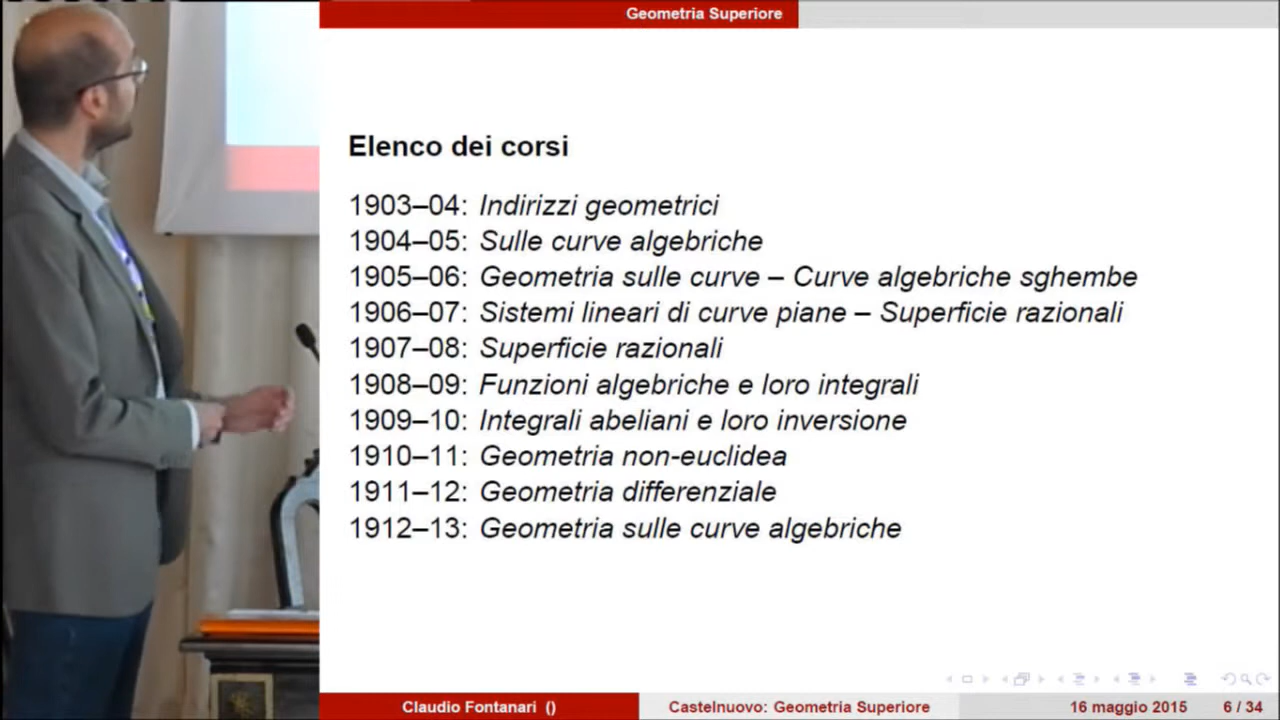 Geometria Superiore
Elenco dei corsi
1903–04: Indirizzi geometrici
1904–05: Sulle curve algebriche
1905–06: Geometria sulle curve – Curve algebriche sghembe
1906–07: Sistemi lineari di curve piane – Superficie razionali
1907–08: Superficie razionali
1908–09: Funzioni algebriche e loro integrali
1909–10: Integrali abeliani e loro inversione
1910–11: Geometria non-euclidea
1911–12: Geometria differenziale
1912–13: Geometria sulle curve algebriche
Claudio Fontanari () Castelnuovo: Geometria Superiore 16 maggio 2015 6 / 34